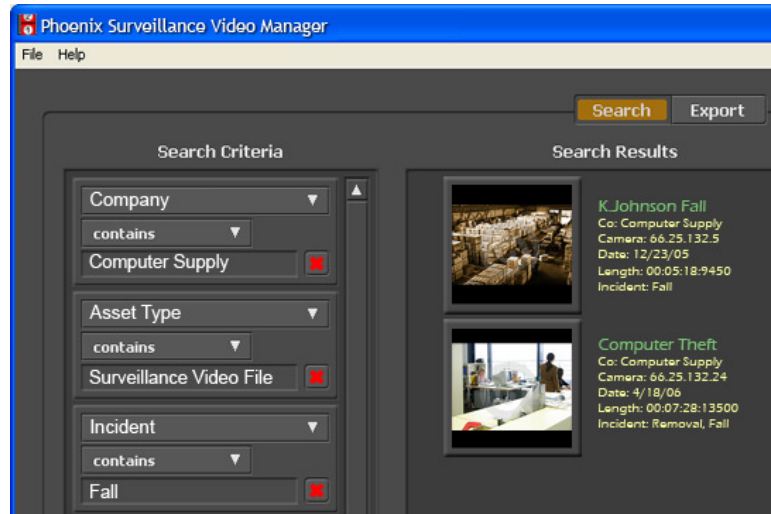 Phoenix Surveillance Video Manager
File Help
Search Export
Search Criteria
Company
contains
Computer Supply
Asset Type
contains
Surveillance Video File
Incident
contains
Fall
Search Results
K.Johnson Fall
Co: Computer Supply
Camera: 66.25.132.5
Date: 12/23/05
Length: 00:05:18:9450
Incident: Fall
Computer Theft
Co: Computer Supply
Camera: 66.25.132.24
Date: 4/18/06
Length: 00:07:28:13500
Incident: Removal, Fall